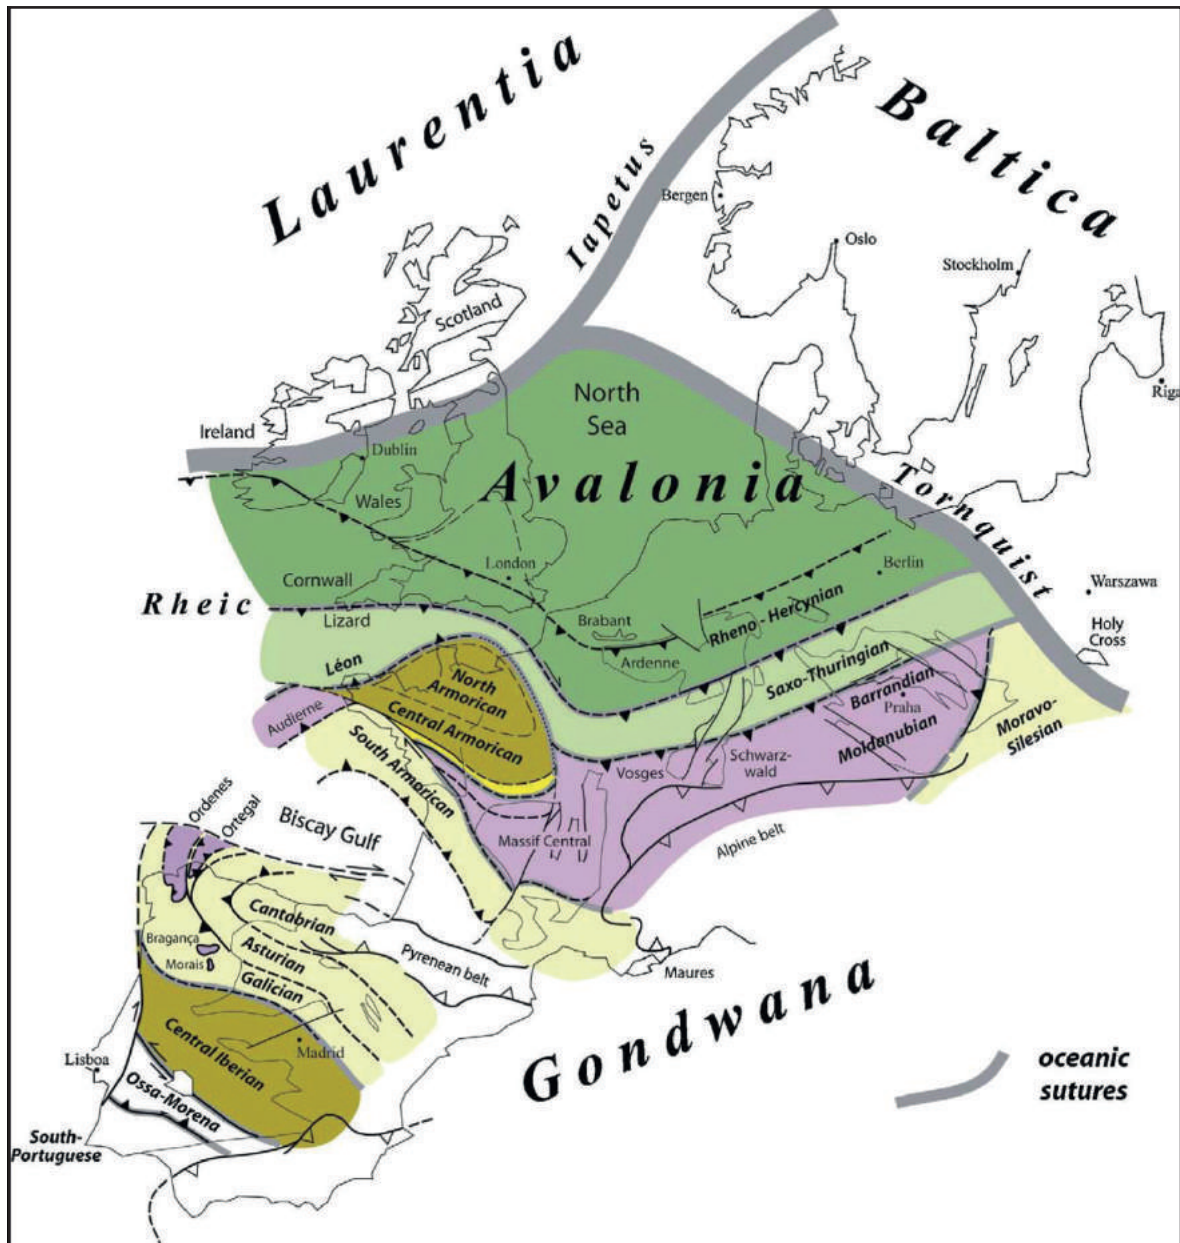 Laurentia
Baltica
Iapetus
Bergen
Oslo
Stockholm
Scotland
Riga
North
Sea
Ireland
Dublin
Avalonia
Tornquist
Wales
London
Berlin
Warszawa
Cornwall
Rheic
Lizard
Brabant
Rheno - Hercynian
Holy
Cross
Ardenne
Léon
Saxo-Thuringian
North
Armorican
Barrandian
Praha
Audierne
Central Armorican
Moldanubian
Moravo-
Silesian
South Armorican
Vosges
Schwarz-
wald
Ordenes
Ortegal
Biscay Gulf
Massif Central
Alpine belt
Cantabrian
Bragança
Asturian
Morais
Pyrenean belt
Maures
Galician
Gondwana
Central Iberian
Madrid
Lisboa
Ossa-Morena
oceanic
sutures
South-
Portuguese